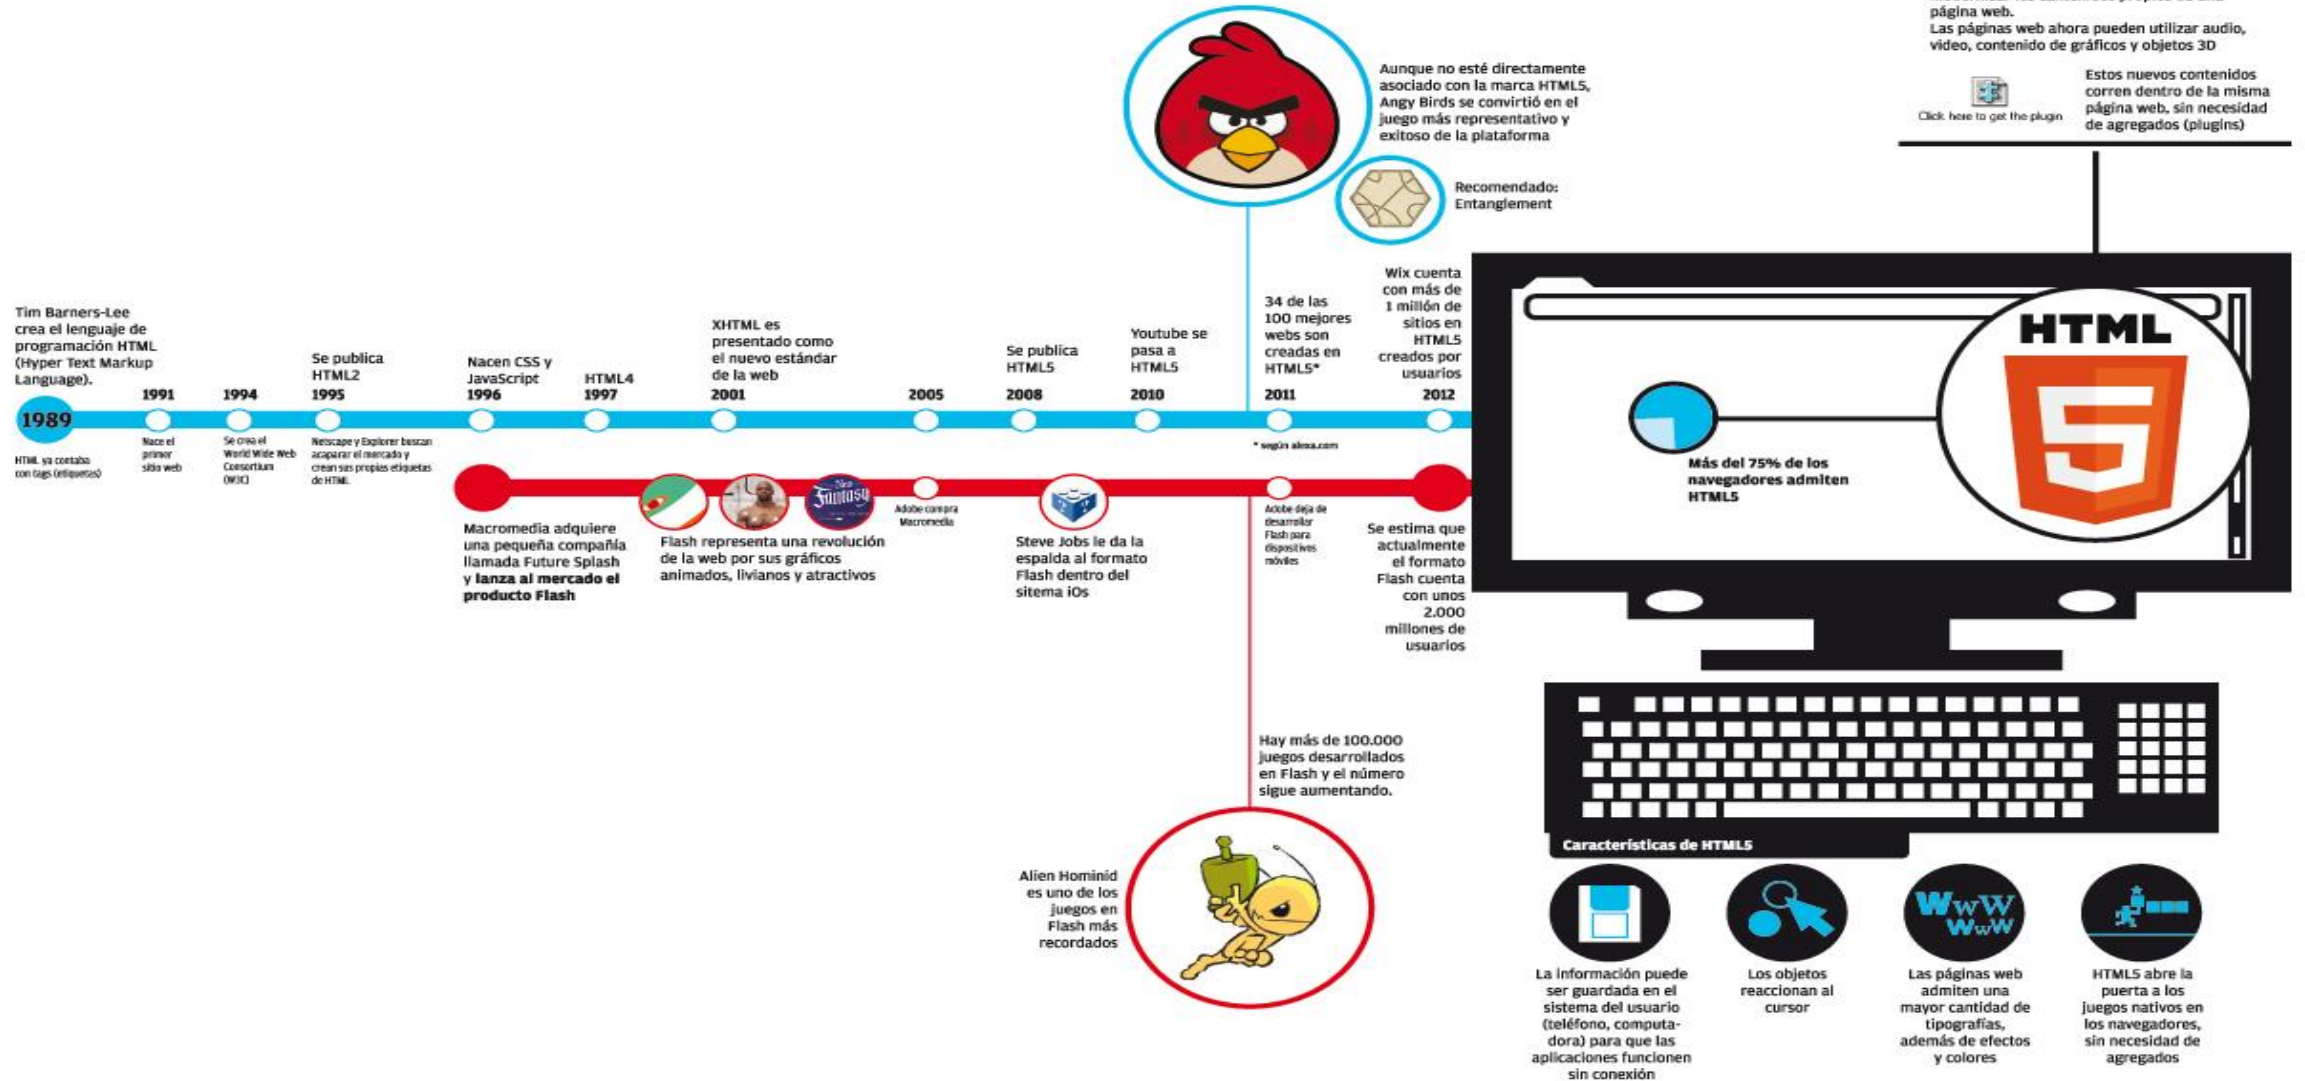 página web.
Las páginas web ahora pueden utilizar audio,
video, contenido de gráficos y objetos 3D
Click here to get the plugin
Estos nuevos contenidos
corren dentro de la misma
página web, sin necesidad
de agregados (plugins)
Aunque no esté directamente
asociado con la marca HTML5,
Angy Birds se convirtió en el
juego más representativo y
exitoso de la plataforma
Recomendado:
Entanglement
Tim Barners-Lee
crea el lenguaje de
programación HTML
(Hyper Text Markup
Language).
1989
HTML ya contaba
con tags (etiquetas)
1991
Nace el
primer
sitio web
1994
Se crea el
World Wide Web
Consortium
(W3C)
Se publica
HTML2
1995
Netscape y Explorer buscan
acaparar el mercado y
crean sus propias etiquetas
de HTML
Nacen CSS y
JavaScript
1996
HTML4
1997
XHTML es
presentado como
el nuevo estándar
de la web
2001
2005
Se publica
HTML5
2008
Youtube se
pasa a
HTML5
2010
34 de las
100 mejores
webs son
creadas en
HTML5*
2011
* según alexa.com
Wix cuenta
con más de
1 millón de
sitios en
HTML5
creados por
usuarios
2012
Macromedia adquiere
una pequeña compañía
llamada Future Splash
y lanza al mercado el
producto Flash
Fantasy
Flash representa una revolución
de la web por sus gráficos
animados, livianos y atractivos
Adobe compra
Macromedia
Steve Jobs le da la
espalda al formato
Flash dentro del
sitema iOs
Adobe deja de
desarrollar
Flash para
dispositivos
móviles
Se estima que
actualmente
el formato
Flash cuenta
con unos
2.000
millones de
usuarios
HTML
5
Más del 75% de los
navegadores admiten
HTML5
Hay más de 100.000
juegos desarrollados
en Flash y el número
sigue aumentando.
Alien Hominid
es uno de los
juegos en
Flash más
recordados
Características de HTML5
WwW
WwW
La información puede
ser guardada en el
sistema del usuario
(teléfono, computa-
dora) para que las
aplicaciones funcionen
sin conexión
Los objetos
reaccionan al
cursor
Las páginas web
admiten una
mayor cantidad de
tipografías,
además de efectos
y colores
HTML5 abre la
puerta a los
juegos nativos en
los navegadores,
sin necesidad de
agregados